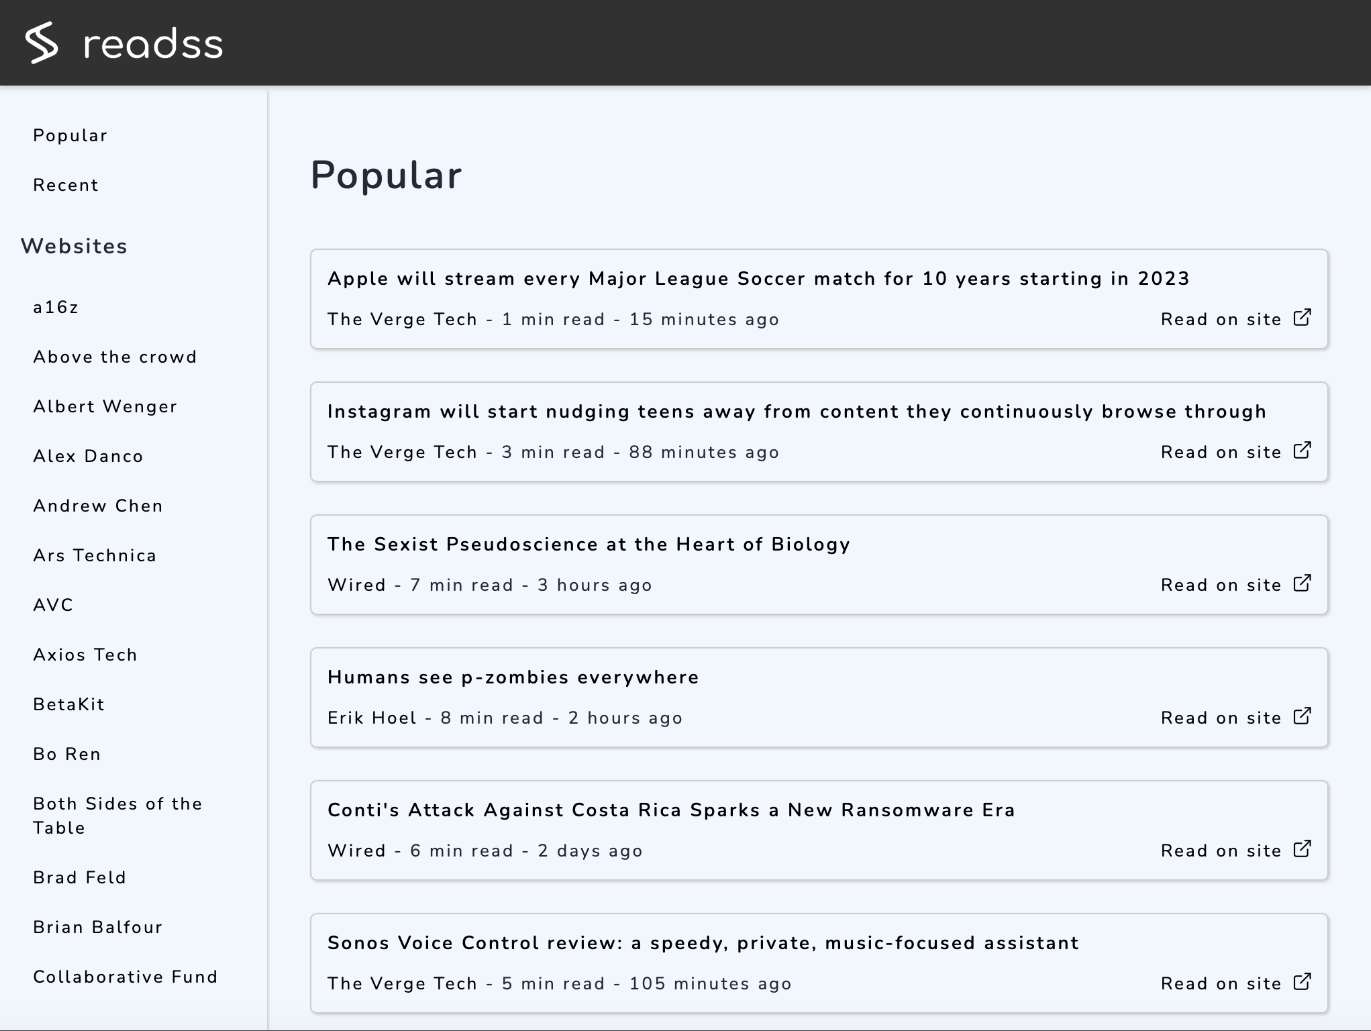 readss
Popular
Recent
Websites
a16z
Above the crowd
Albert Wenger
Alex Danco
Andrew Chen
Ars Technica
AVC
Axios Tech
BetaKit
Bo Ren
Both Sides of the
Table
Brad Feld
Brian Balfour
Collaborative Fund
Popular
Apple will stream every Major League Soccer match for 10 years starting in 2023
The Verge Tech - 1 min read - 15 minutes ago Read on site
Instagram will start nudging teens away from content they continuously browse through
The Verge Tech - 3 min read - 88 minutes ago Read on site
The Sexist Pseudoscience at the Heart of Biology
Wired - 7 min read - 3 hours ago Read on site
Humans see p-zombies everywhere
Erik Hoel - 8 min read - 2 hours ago Read on site
Conti's Attack Against Costa Rica Sparks a New Ransomware Era
Wired - 6 min read - 2 days ago Read on site
Sonos Voice Control review: a speedy, private, music-focused assistant
The Verge Tech - 5 min read - 105 minutes ago Read on site